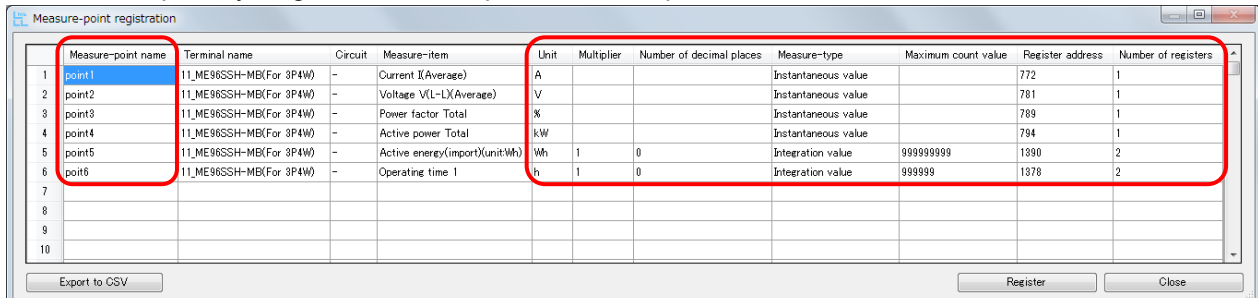 Measure-point registration
Measure-point name Terminal name Circuit Measure-item Unit Multiplier Number of decimal places Measure-type Maximum count value Register address Number of registers
1 point1 11_ME96SSH-MB(For 3P4W) - Current I(Average) A Instantaneous value 772 1
2 point2 11_ME96SSH-MB(For 3P4W) - Voltage V(L-L)(Average) V Instantaneous value 781 1
3 point3 11_ME96SSH-MB(For 3P4W) - Power factor Total % Instantaneous value 789 1
4 point4 11_ME96SSH-MB(For 3P4W) - Active power Total kW Instantaneous value 794 1
5 point5 11_ME96SSH-MB(For 3P4W) - Active energy(import)(unit:Wh) Wh 1 0 Integration value 999999999 1390 2
6 poit6 11_ME96SSH-MB(For 3P4W) - Operating time 1 h 1 0 Integration value 999999 1378 2
7
8
9
10
Export to CSV Register Close